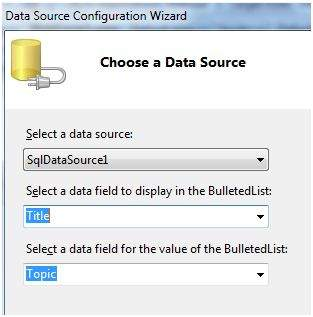 Data Source Configuration Wizard
Choose a Data Source
Select a data source:
SqlDataSource1
Select a data field to display in the BulletedList:
Title
Select a data field for the value of the BulletedList:
Topic